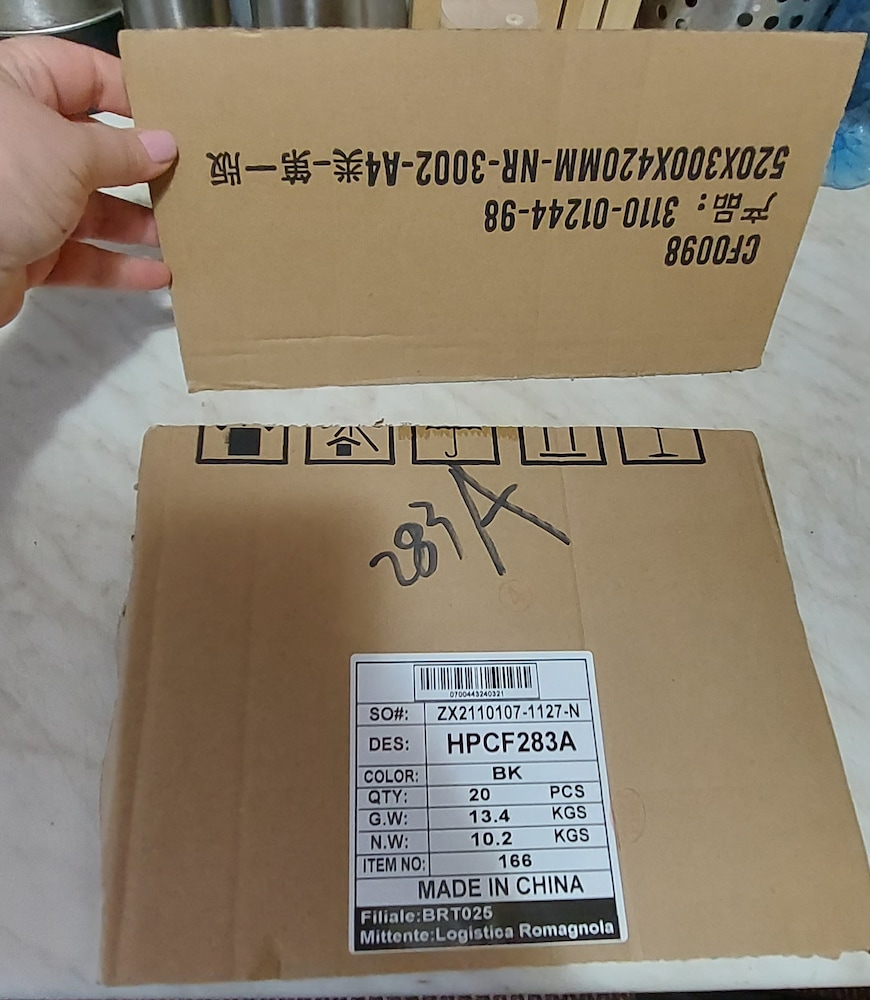 CF0098
产品：3110-01244-98
520X300X420MM-NR-3002-A4类-第一版
283A
0700443240321
SO#: ZX2110107-1127-N
DES: HPCF283A
COLOR: BK
QTY: 20 PCS
G.W: 13.4 KGS
N.W: 10.2 KGS
ITEM NO: 166
MADE IN CHINA
Filiale:BRT025
Mittente:Logistica Romagnola